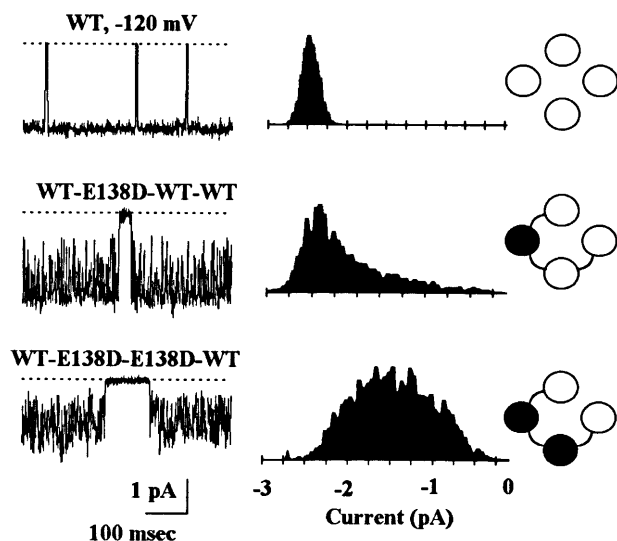 WT, -120 mV
WT-E138D-WT-WT
WT-E138D-E138D-WT
1 pA
100 msec
-3 -2 -1 0
Current (pA)